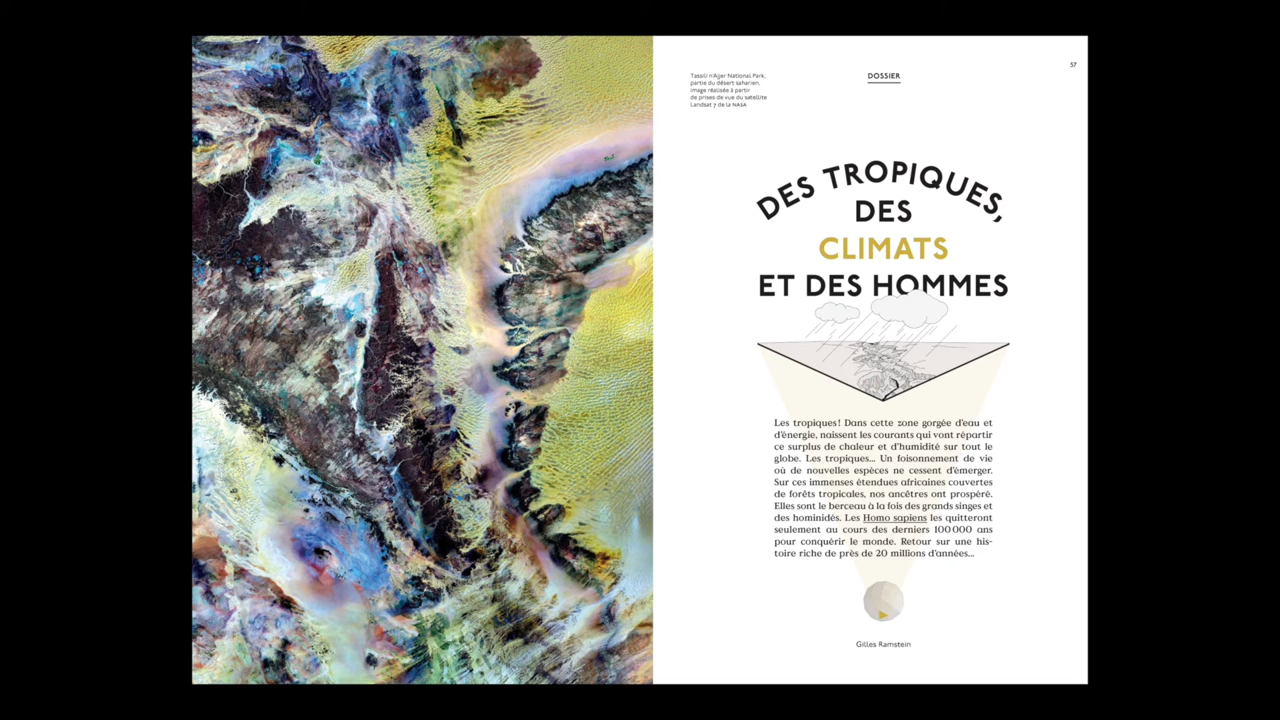 57
Tassili n'Ajjer National Park,
partie du désert saharien,
image réalisée à partir
de prises de vue du satellite
Landsat 7 de la NASA
DOSSIER
DES TROPIQUES,
DES
CLIMATS
ET DES HOMMES
Les tropiques! Dans cette zone gorgée d'eau et
d'énergie, naissent les courants qui vont répartir
ce surplus de chaleur et d'humidité sur tout le
globe. Les tropiques... Un foisonnement de vie
où de nouvelles espèces ne cessent d'émerger.
Sur ces immenses étendues africaines couvertes
de forêts tropicales, nos ancêtres ont prospéré.
Elles sont le berceau à la fois des grands singes et
des hominidés. Les Homo sapiens les quitteront
seulement au cours des derniers 100 000 ans
pour conquérir le monde. Retour sur une his-
toire riche de près de 20 millions d'années...
Gilles Ramstein